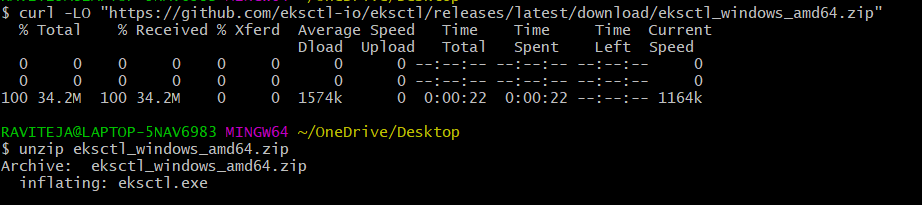 $ curl -LO "https://github.com/eksctl-io/eksctl/releases/latest/download/eksctl_windows_amd64.zip"
  % Total    % Received % Xferd  Average Speed   Time    Time     Time  Current
                                 Dload  Upload   Total   Spent    Left  Speed
  0     0    0     0    0     0      0      0 --:--:-- --:--:-- --:--:--     0
  0     0    0     0    0     0      0      0 --:--:-- --:--:-- --:--:--     0
100 34.2M  100 34.2M    0     0  1574k      0  0:00:22  0:00:22 --:--:-- 1164k
RAVITEJA@LAPTOP-5NAV6983 MINGW64 ~/OneDrive/Desktop
$ unzip eksctl_windows_amd64.zip
Archive:  eksctl_windows_amd64.zip
  inflating: eksctl.exe